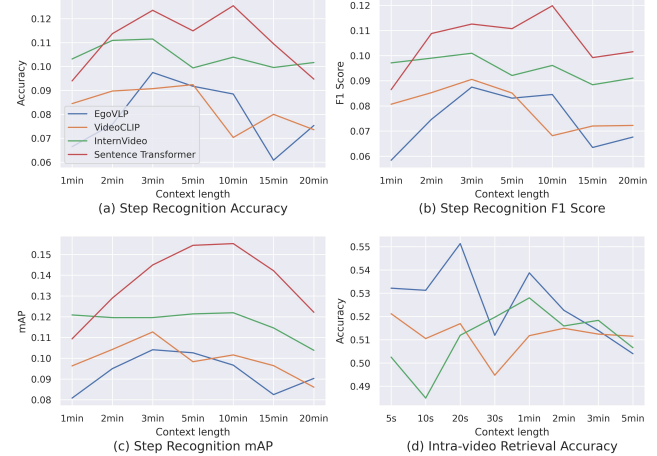 0.12
0.11
0.10
0.09
0.08
0.07
0.06
Accuracy
EgoVLP
VideoCLIP
InternVideo
Sentence Transformer
1min 2min 3min 5min 10min 15min 20min
Context length
(a) Step Recognition Accuracy
0.12
0.11
0.10
0.09
0.08
0.07
0.06
F1 Score
1min 2min 3min 5min 10min 15min 20min
Context length
(b) Step Recognition F1 Score
0.15
0.14
0.13
0.12
0.11
0.10
0.09
0.08
mAP
1min 2min 3min 5min 10min 15min 20min
Context length
(c) Step Recognition mAP
0.55
0.54
0.53
0.52
0.51
0.50
0.49
Accuracy
5s 10s 20s 30s 1min 2min 3min 5min
Context length
(d) Intra-video Retrieval Accuracy